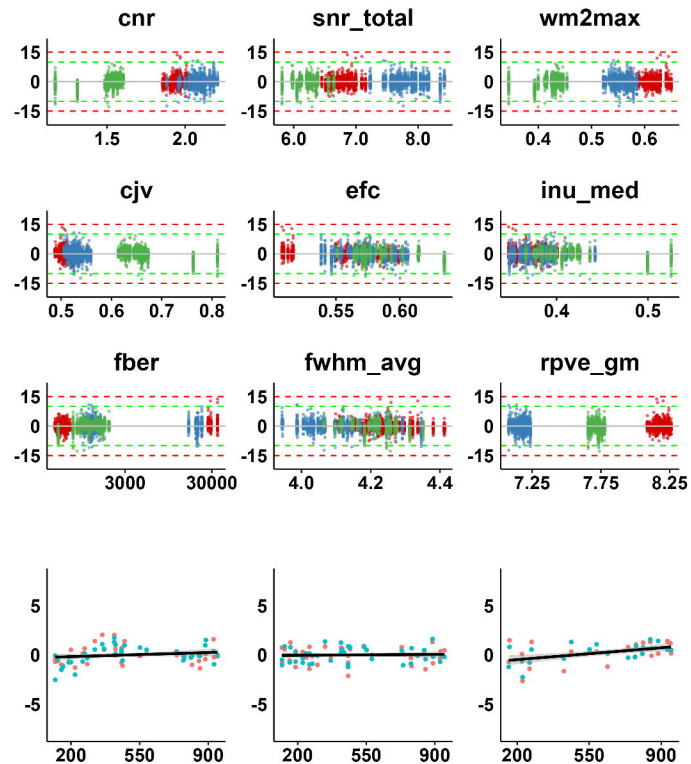 cnr snr_total wm2max
15 15 15
0 0 0
-15 -15 -15
1.5 2.0 6.0 7.0 8.0 0.4 0.5 0.6
cjv efc inu_med
15 15 15
0 0 0
-15 -15 -15
0.5 0.6 0.7 0.8 0.55 0.60 0.4 0.5
fber fwhm_avg rpve_gm
15 15 15
0 0 0
-15 -15 -15
3000 30000 4.0 4.2 4.4 7.25 7.75 8.25
5 5 5
0 0 0
-5 -5 -5
200 550 900 200 550 900 200 550 900